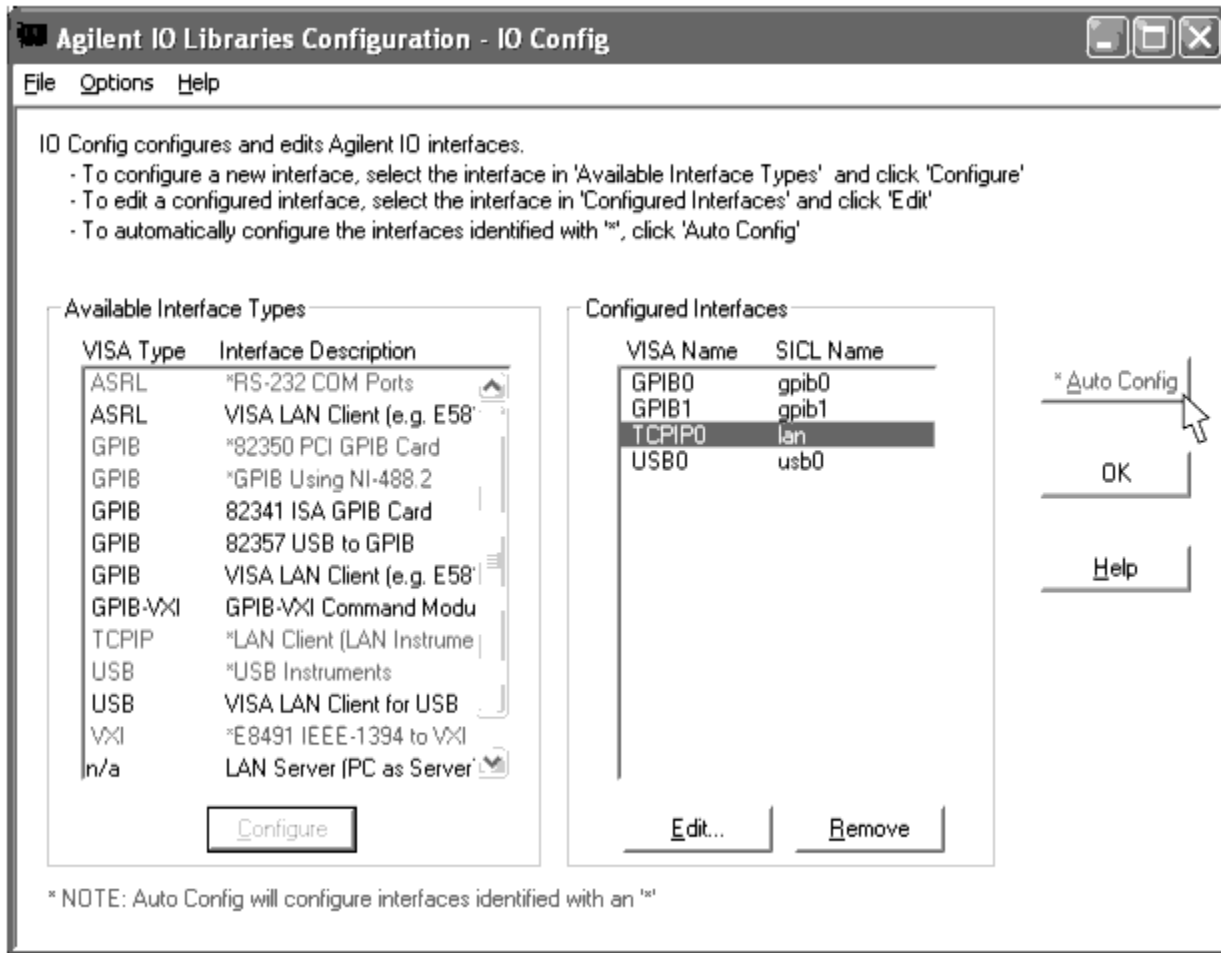 Agilent IO Libraries Configuration - IO Config
File Options Help
IO Config configures and edits Agilent IO interfaces.
- To configure a new interface, select the interface in 'Available Interface Types' and click 'Configure'
- To edit a configured interface, select the interface in 'Configured Interfaces' and click 'Edit'
- To automatically configure the interfaces identified with '*', click 'Auto Config'
Available Interface Types
VISA Type Interface Description
ASRL *RS-232 COM Ports
ASRL VISA LAN Client (e.g. E58
GPIB *82350 PCI GPIB Card
GPIB *GPIB Using NI-488.2
GPIB 82341 ISA GPIB Card
GPIB 82357 USB to GPIB
GPIB VISA LAN Client (e.g. E58
GPIB-VXI GPIB-VXI Command Modu
TCPIP *LAN Client (LAN Instrume
USB *USB Instruments
USB VISA LAN Client for USB
VXI *E8491 IEEE-1394 to VXI
n/a LAN Server (PC as Server
Configure
Configured Interfaces
VISA Name SICL Name
GPIB0 gpib0
GPIB1 gpib1
TCPIP0 lan
USB0 usb0
Edit... Remove
* Auto Config
OK
Help
* NOTE: Auto Config will configure interfaces identified with an '*'